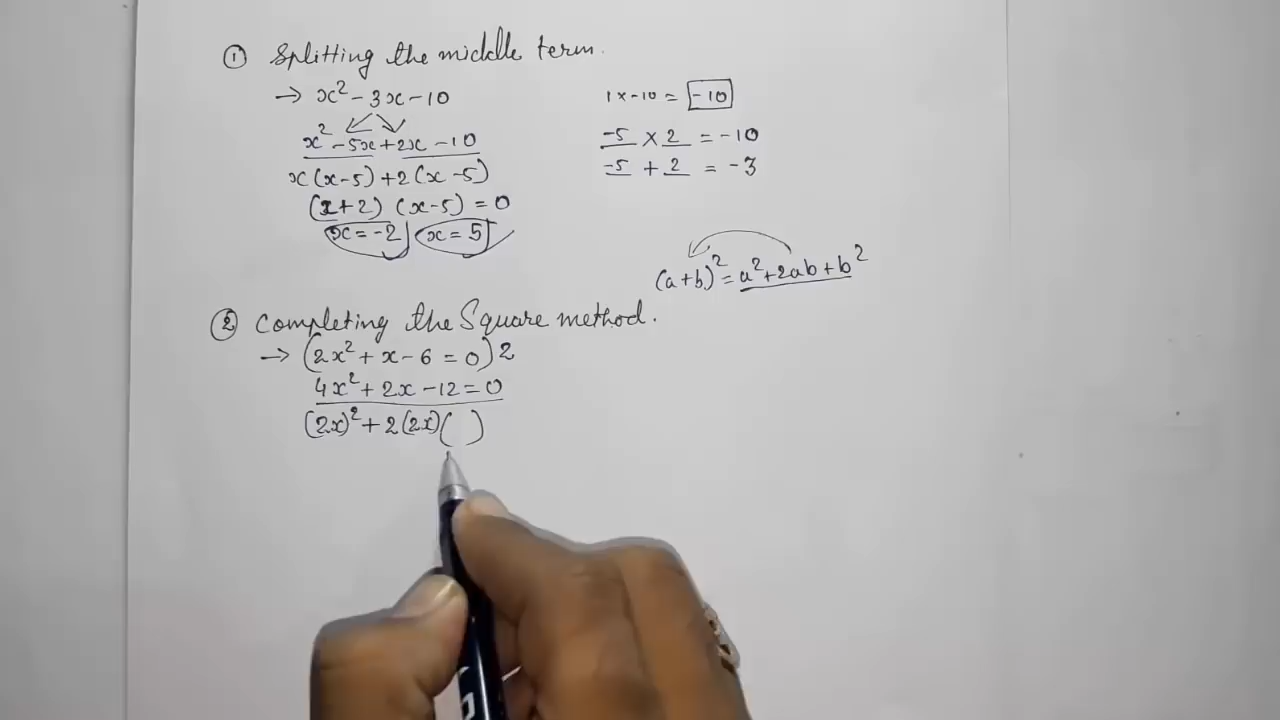 ① Splitting the middle term.
→ x² - 3x - 10
x² - 5x + 2x - 10
x(x-5) + 2(x-5)
(x+2) (x-5) = 0
x = -2 x = 5
1 x -10 = -10
-5 x 2 = -10
-5 + 2 = -3
(a+b)² = a² + 2ab + b²
② Completing the Square method.
→ (2x² + x - 6 = 0) 2
4x² + 2x - 12 = 0
(2x)² + 2(2x)( )